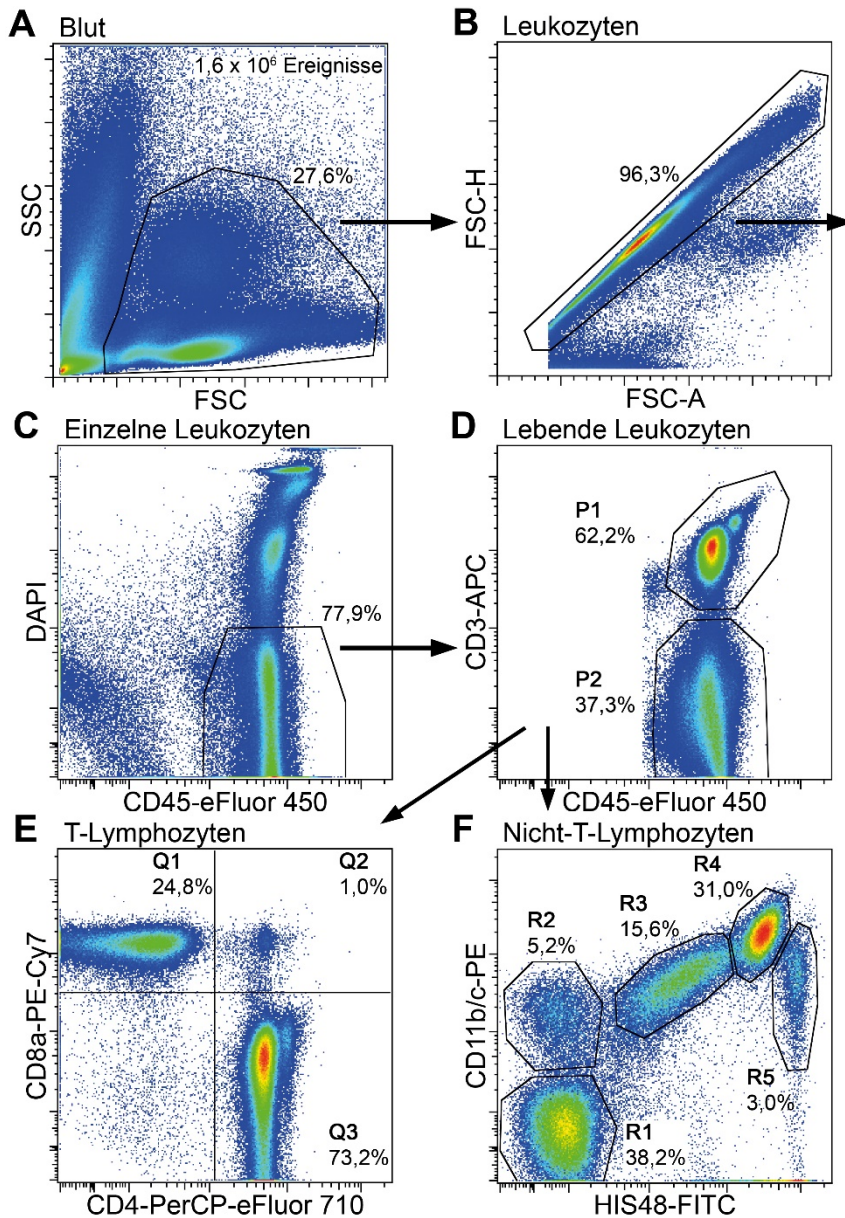 A Blut
1,6 x 10⁶ Ereignisse
27,6%
SSC
FSC
B Leukozyten
96,3%
FSC-H
FSC-A
C Einzelne Leukozyten
77,9%
DAPI
CD45-eFluor 450
D Lebende Leukozyten
P1
62,2%
P2
37,3%
CD3-APC
CD45-eFluor 450
E T-Lymphozyten
Q1
24,8%
Q2
1,0%
Q3
73,2%
CD8a-PE-Cy7
CD4-PerCP-eFluor 710
F Nicht-T-Lymphozyten
R4
31,0%
R3
15,6%
R2
5,2%
R5
3,0%
R1
38,2%
CD11b/c-PE
HIS48-FITC